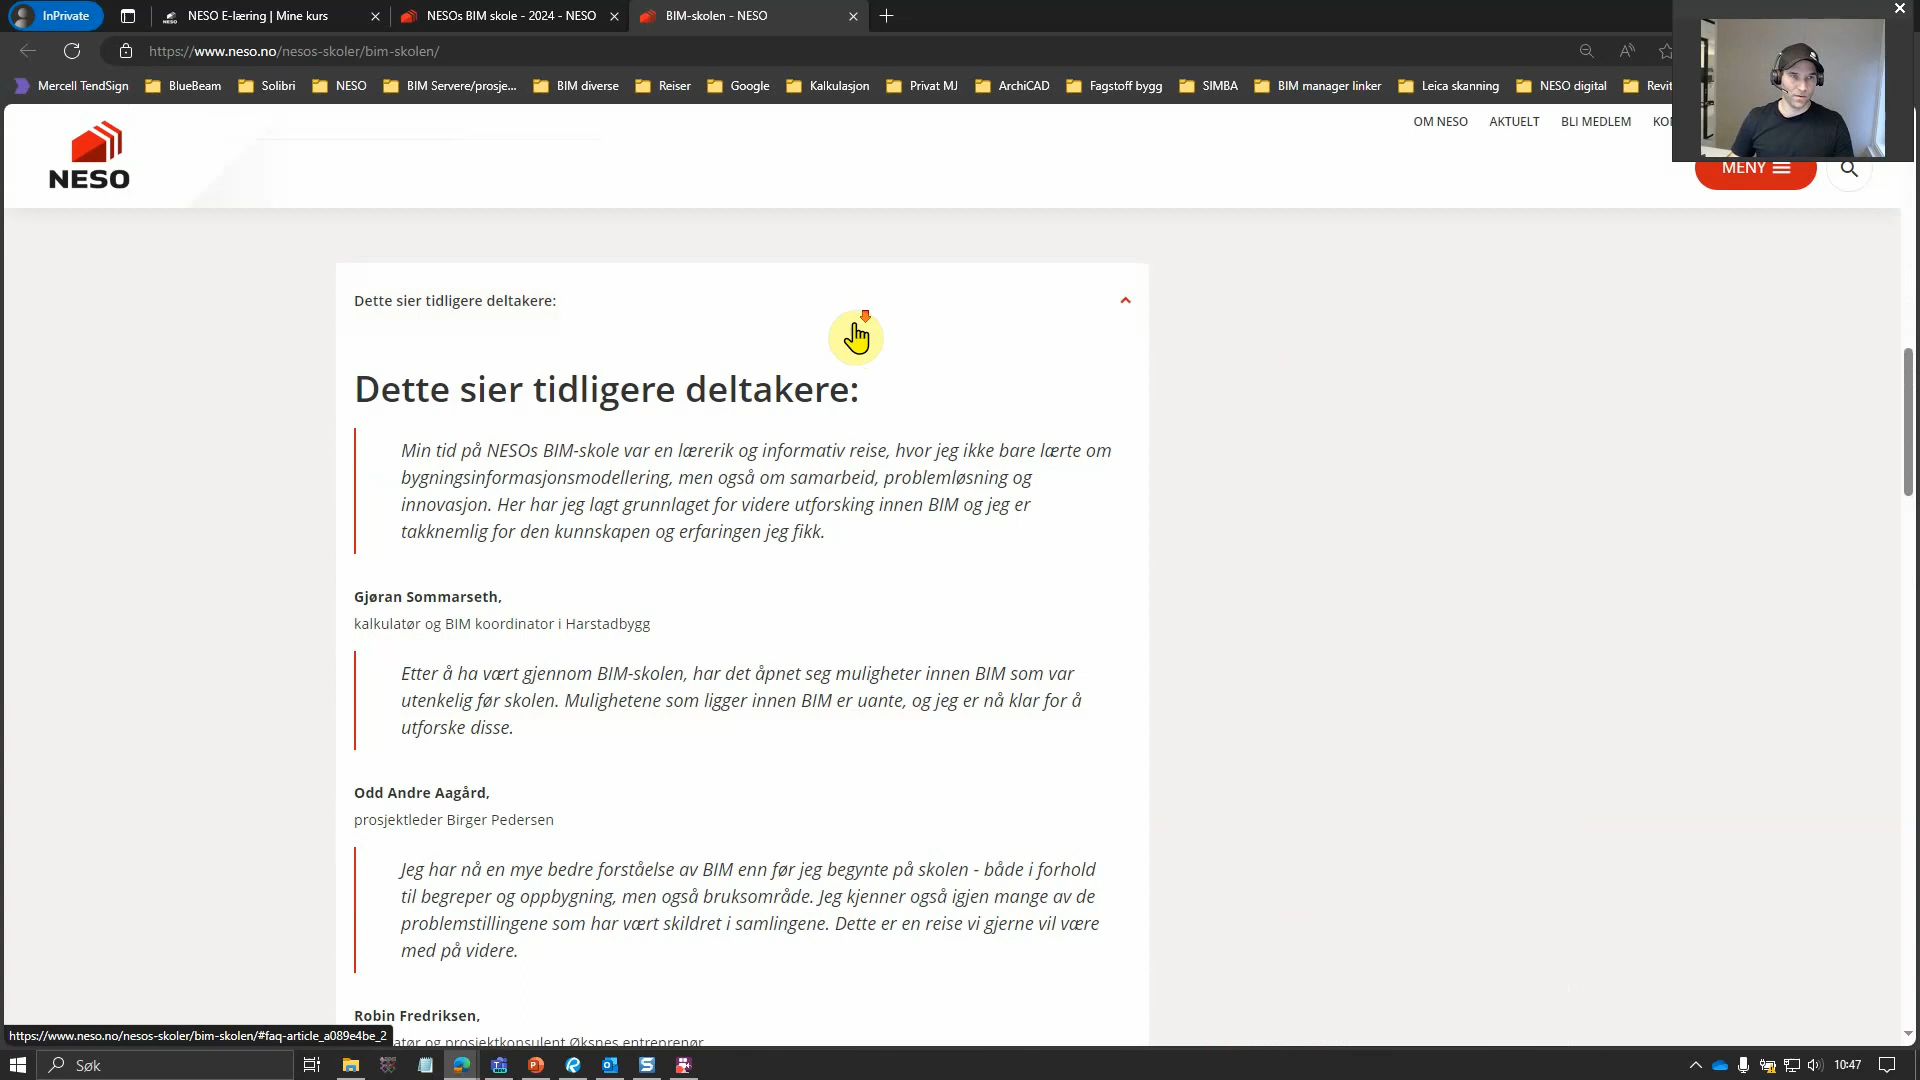 InPrivate
NESO E-læring | Mine kurs
NESOs BIM skole - 2024 - NESO
BIM-skolen - NESO
https://www.neso.no/nesos-skoler/bim-skolen/
Mercell TendSign
BlueBeam
Solibri
NESO
BIM Servere/prosje...
BIM diverse
Reiser
Google
Kalkulasjon
Privat MJ
ArchiCAD
Fagstoff bygg
SIMBA
BIM manager linker
Leica skanning
NESO digital
Revit
NESO
OM NESO
AKTUELT
BLI MEDLEM
MENY
Dette sier tidligere deltakere:
Dette sier tidligere deltakere:
Min tid på NESOs BIM-skole var en lærerik og informativ reise, hvor jeg ikke bare lærte om
bygningsinformasjonsmodellering, men også om samarbeid, problemløsning og
innovasjon. Her har jeg lagt grunnlaget for videre utforsking innen BIM og jeg er
takknemlig for den kunnskapen og erfaringen jeg fikk.
Gjøran Sommarseth,
kalkulatør og BIM koordinator i Harstadbygg
Etter å ha vært gjennom BIM-skolen, har det åpnet seg muligheter innen BIM som var
utenkelig før skolen. Mulighetene som ligger innen BIM er uante, og jeg er nå klar for å
utforske disse.
Odd Andre Aagård,
prosjektleder Birger Pedersen
Jeg har nå en mye bedre forståelse av BIM enn før jeg begynte på skolen - både i forhold
til begreper og oppbygning, men også bruksområde. Jeg kjenner også igjen mange av de
problemstillingene som har vært skildret i samlingene. Dette er en reise vi gjerne vil være
med på videre.
Robin Fredriksen,
og prosjektkonsulent Øksnes entreprenør
https://www.neso.no/nesos-skoler/bim-skolen/#faq-article_a089e4be_2
Søk
10:47